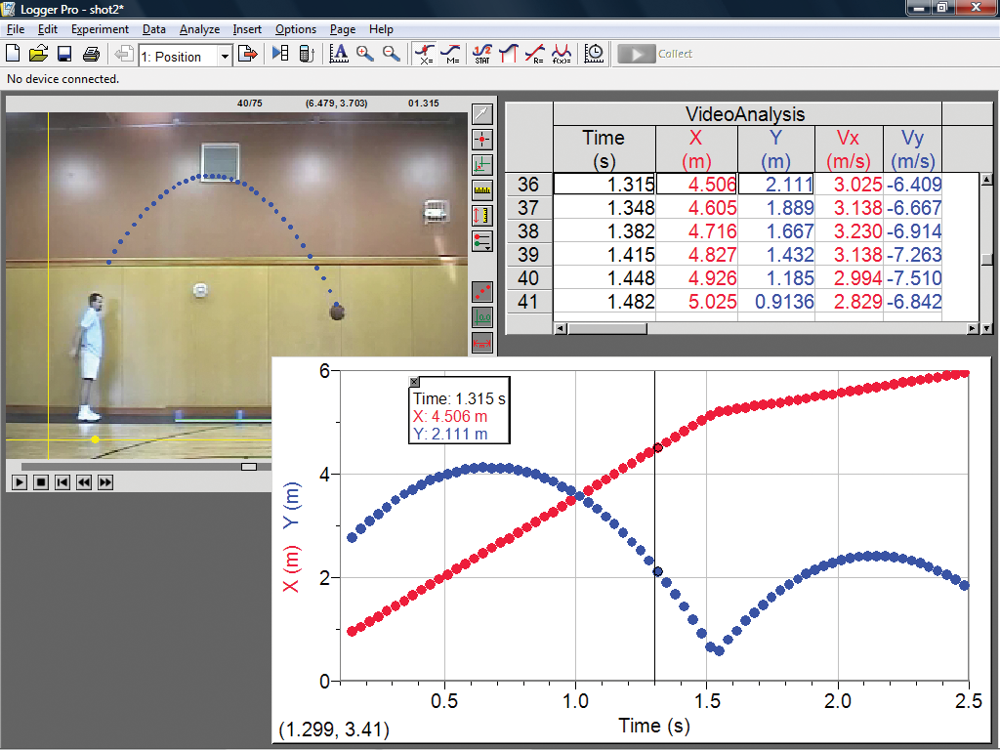 Logger Pro - shot2*
File Edit Experiment Data Analyze Insert Options Page Help
1: Position
X=
M=
1/2
STAT
R=
f(x)=
Collect
No device connected.
40/75 (6.479, 3.703) 01.315
VideoAnalysis
Time X Y Vx Vy
(s) (m) (m) (m/s) (m/s)
36 1.315 4.506 2.111 3.025 -6.409
37 1.348 4.605 1.889 3.138 -6.667
38 1.382 4.716 1.667 3.230 -6.914
39 1.415 4.827 1.432 3.138 -7.263
40 1.448 4.926 1.185 2.994 -7.510
41 1.482 5.025 0.9136 2.829 -6.842
Time: 1.315 s
X: 4.506 m
Y: 2.111 m
6
4
2
0
X (m) Y (m)
0.5 1.0 1.5 2.0 2.5
Time (s)
(1.299, 3.41)